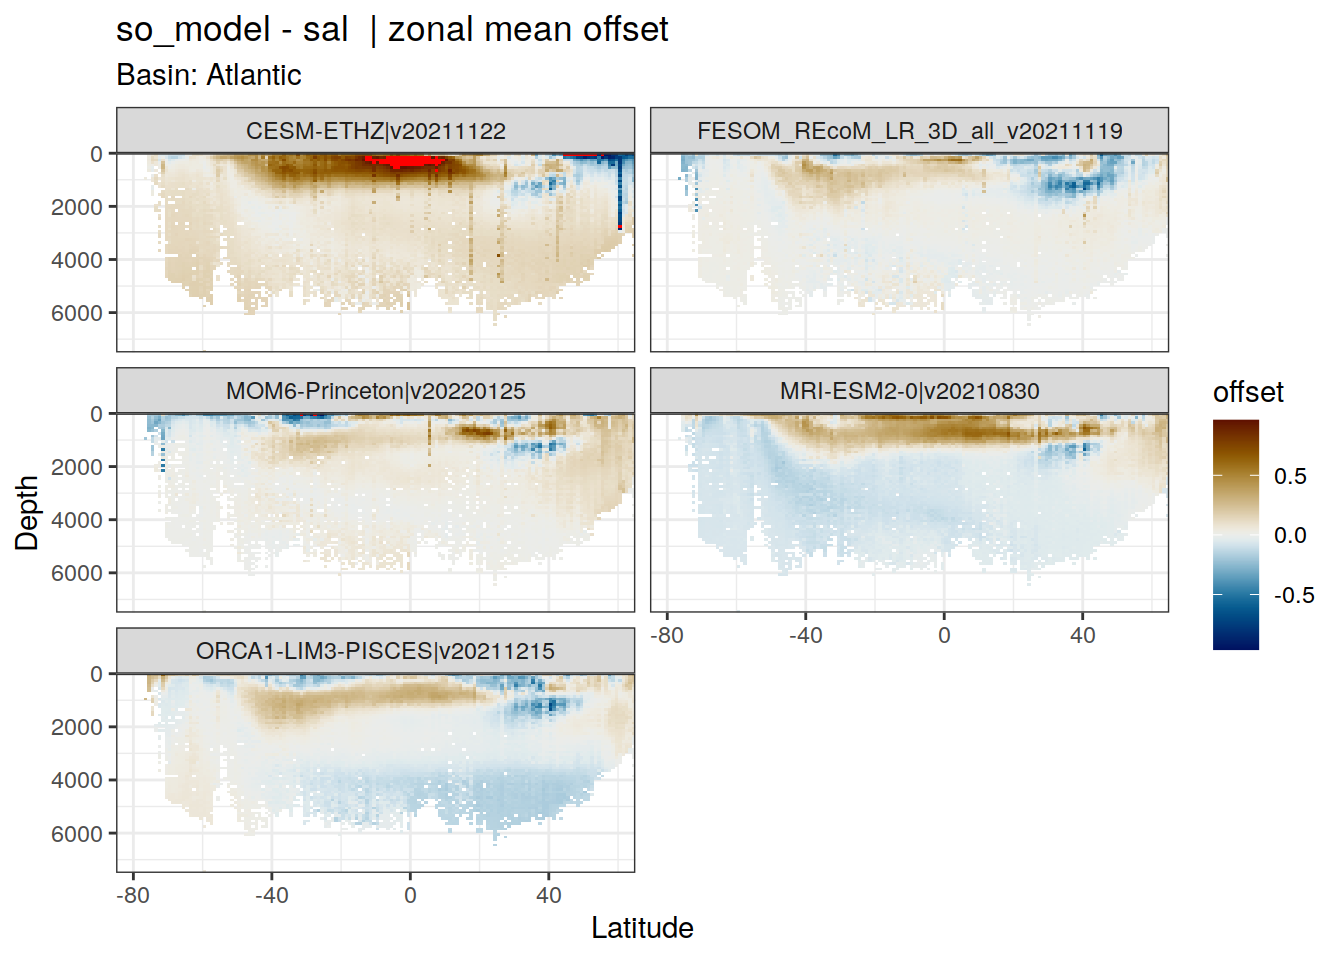 so_model - sal  | zonal mean offset
Basin: Atlantic
CESM-ETHZ|v20211122
FESOM_REcoM_LR_3D_all_v20211119
0
2000
4000
6000
MOM6-Princeton|v20220125
MRI-ESM2-0|v20210830
0
2000
4000
6000
-80
-40
0
40
ORCA1-LIM3-PISCES|v20211215
0
2000
4000
6000
-80
-40
0
40
Depth
Latitude
offset
0.5
0.0
-0.5